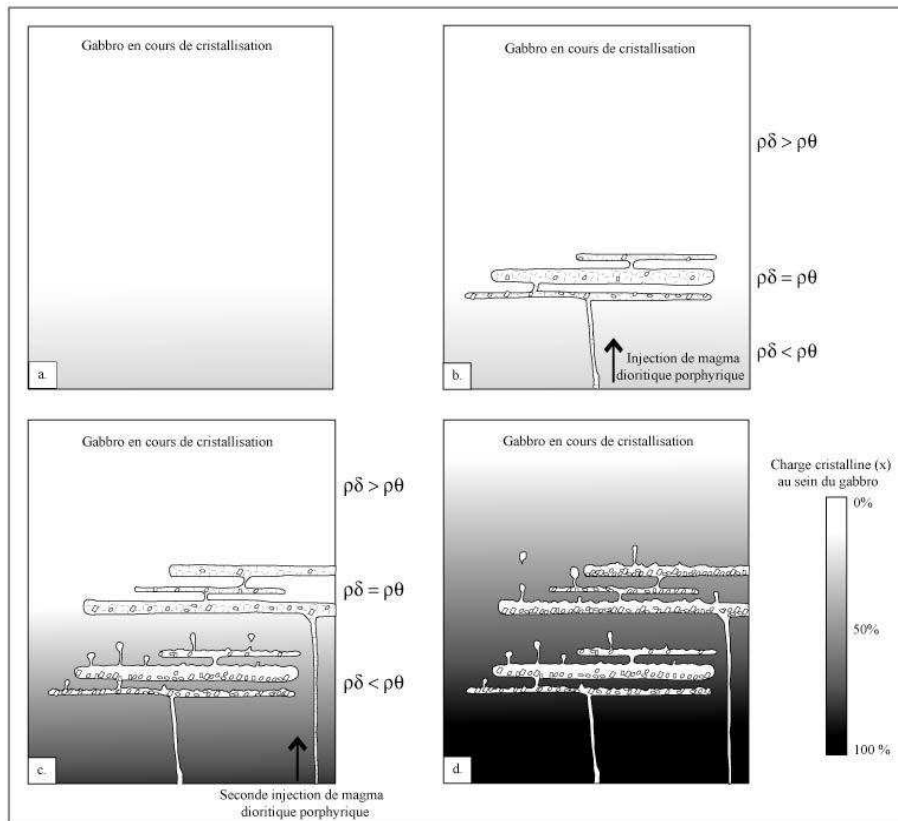 Gabbro en cours de cristallisation
a.
Gabbro en cours de cristallisation
ρδ > ρθ
ρδ = ρθ
ρδ < ρθ
Injection de magma
dioritique porphyrique
b.
Gabbro en cours de cristallisation
ρδ > ρθ
ρδ = ρθ
ρδ < ρθ
c.
Seconde injection de magma
dioritique porphyrique
Gabbro en cours de cristallisation
d.
Charge cristalline (x)
au sein du gabbro
0%
50%
100 %